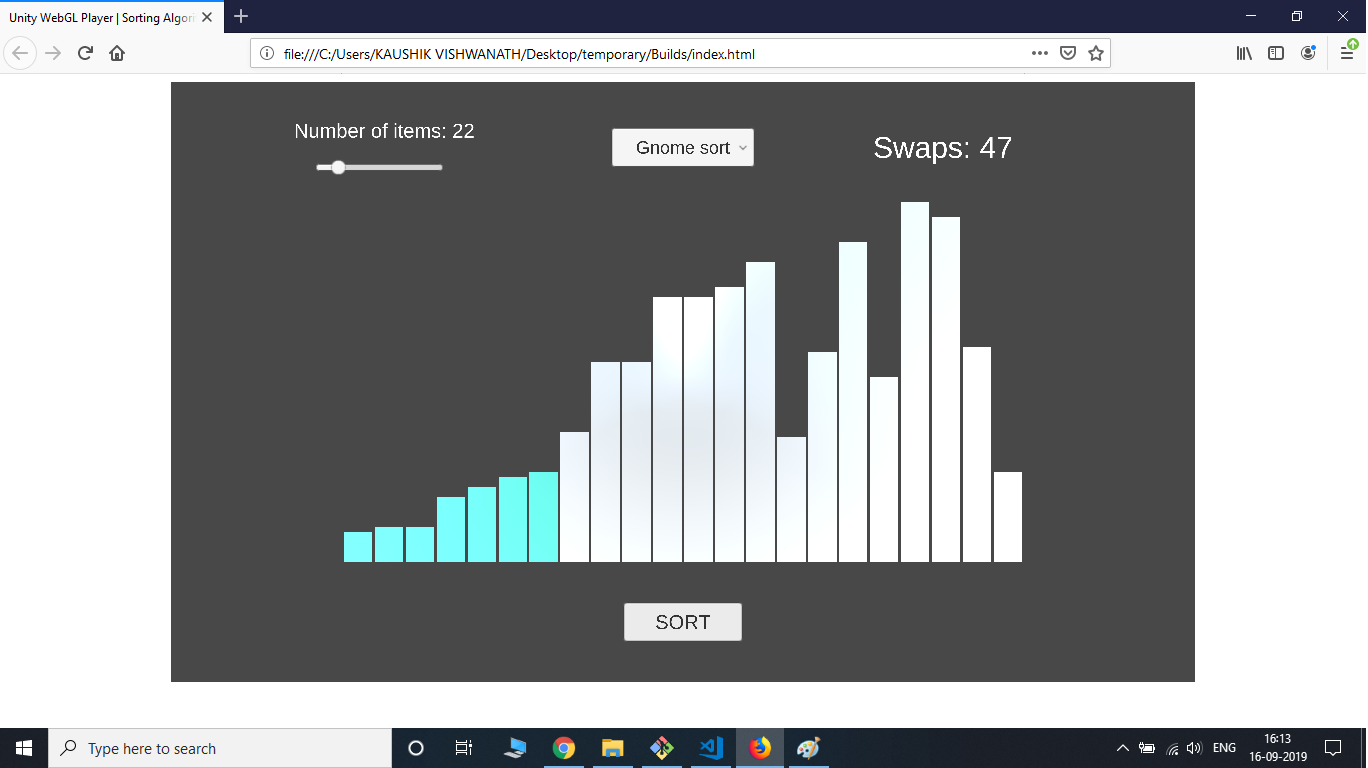 Unity WebGL Player | Sorting Algori
file:///C:/Users/KAUSHIK VISHWANATH/Desktop/temporary/Builds/index.html
Number of items: 22
Gnome sort
Swaps: 47
SORT
Type here to search
ENG
16:13
16-09-2019